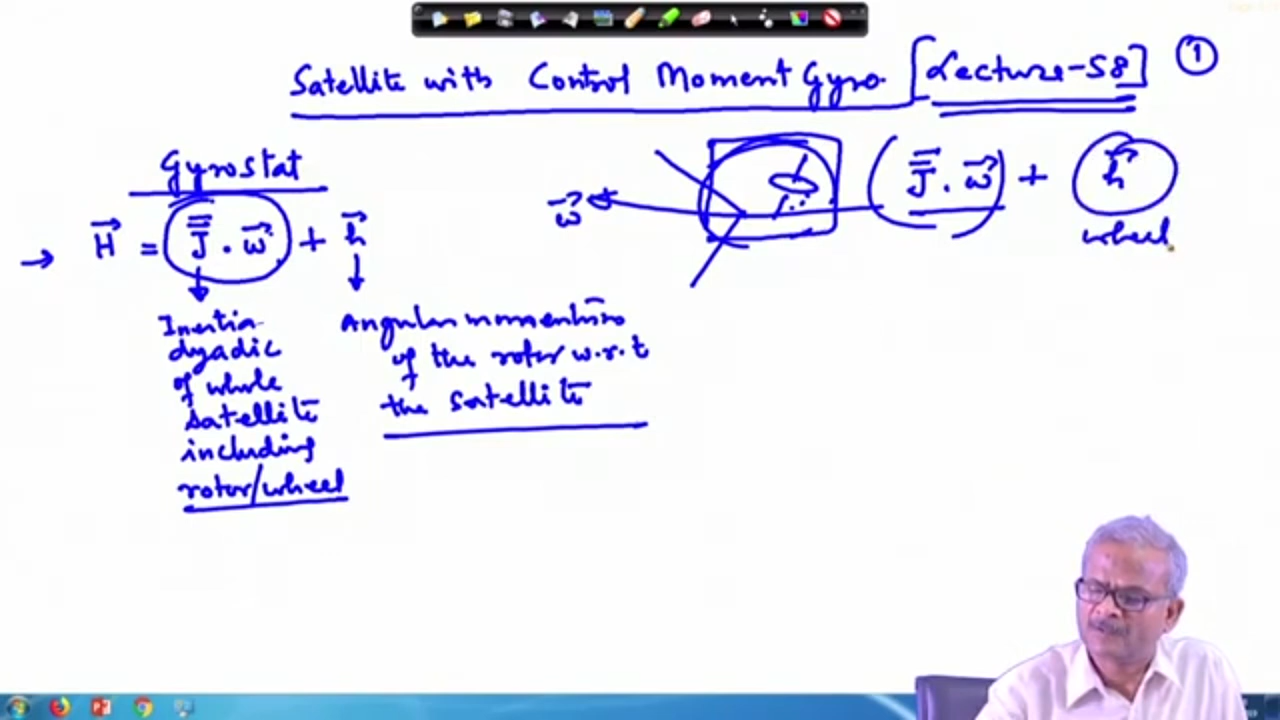 Satellite with Control Moment Gyro [Lecture-58] ①
Gyrostat
H⃗ = J̿⃗ . ω⃗ + h⃗
Inertia
dyadic
of whole
satellite
including
rotor/wheel
Angular momentum
of the rotor w.r.t
the satellite
ω⃗
(J̿⃗ . ω⃗) + h⃗
wheel